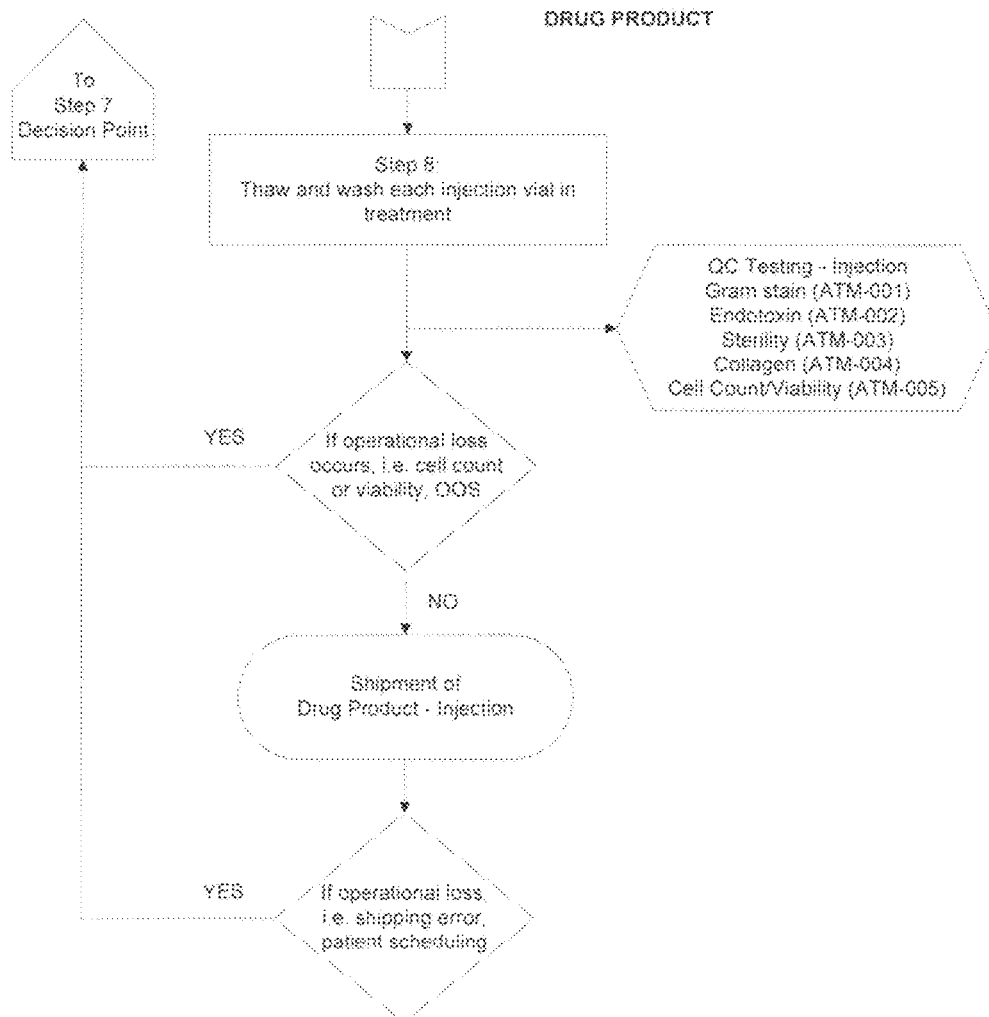 DRUG PRODUCT
To
Step 7
Decision Point
Step 8:
Thaw and wash each injection vial in
treatment
QC Testing - Injection
Gram stain (ATM-001)
Endotoxin (ATM-002)
Sterility (ATM-003)
Collagen (ATM-004)
Cell Count/Viability (ATM-005)
YES
If operational loss
occurs, i.e. cell count
or viability, OOS
NO
Shipment of
Drug Product - Injection
YES
If operational loss,
i.e. shipping error,
patient scheduling